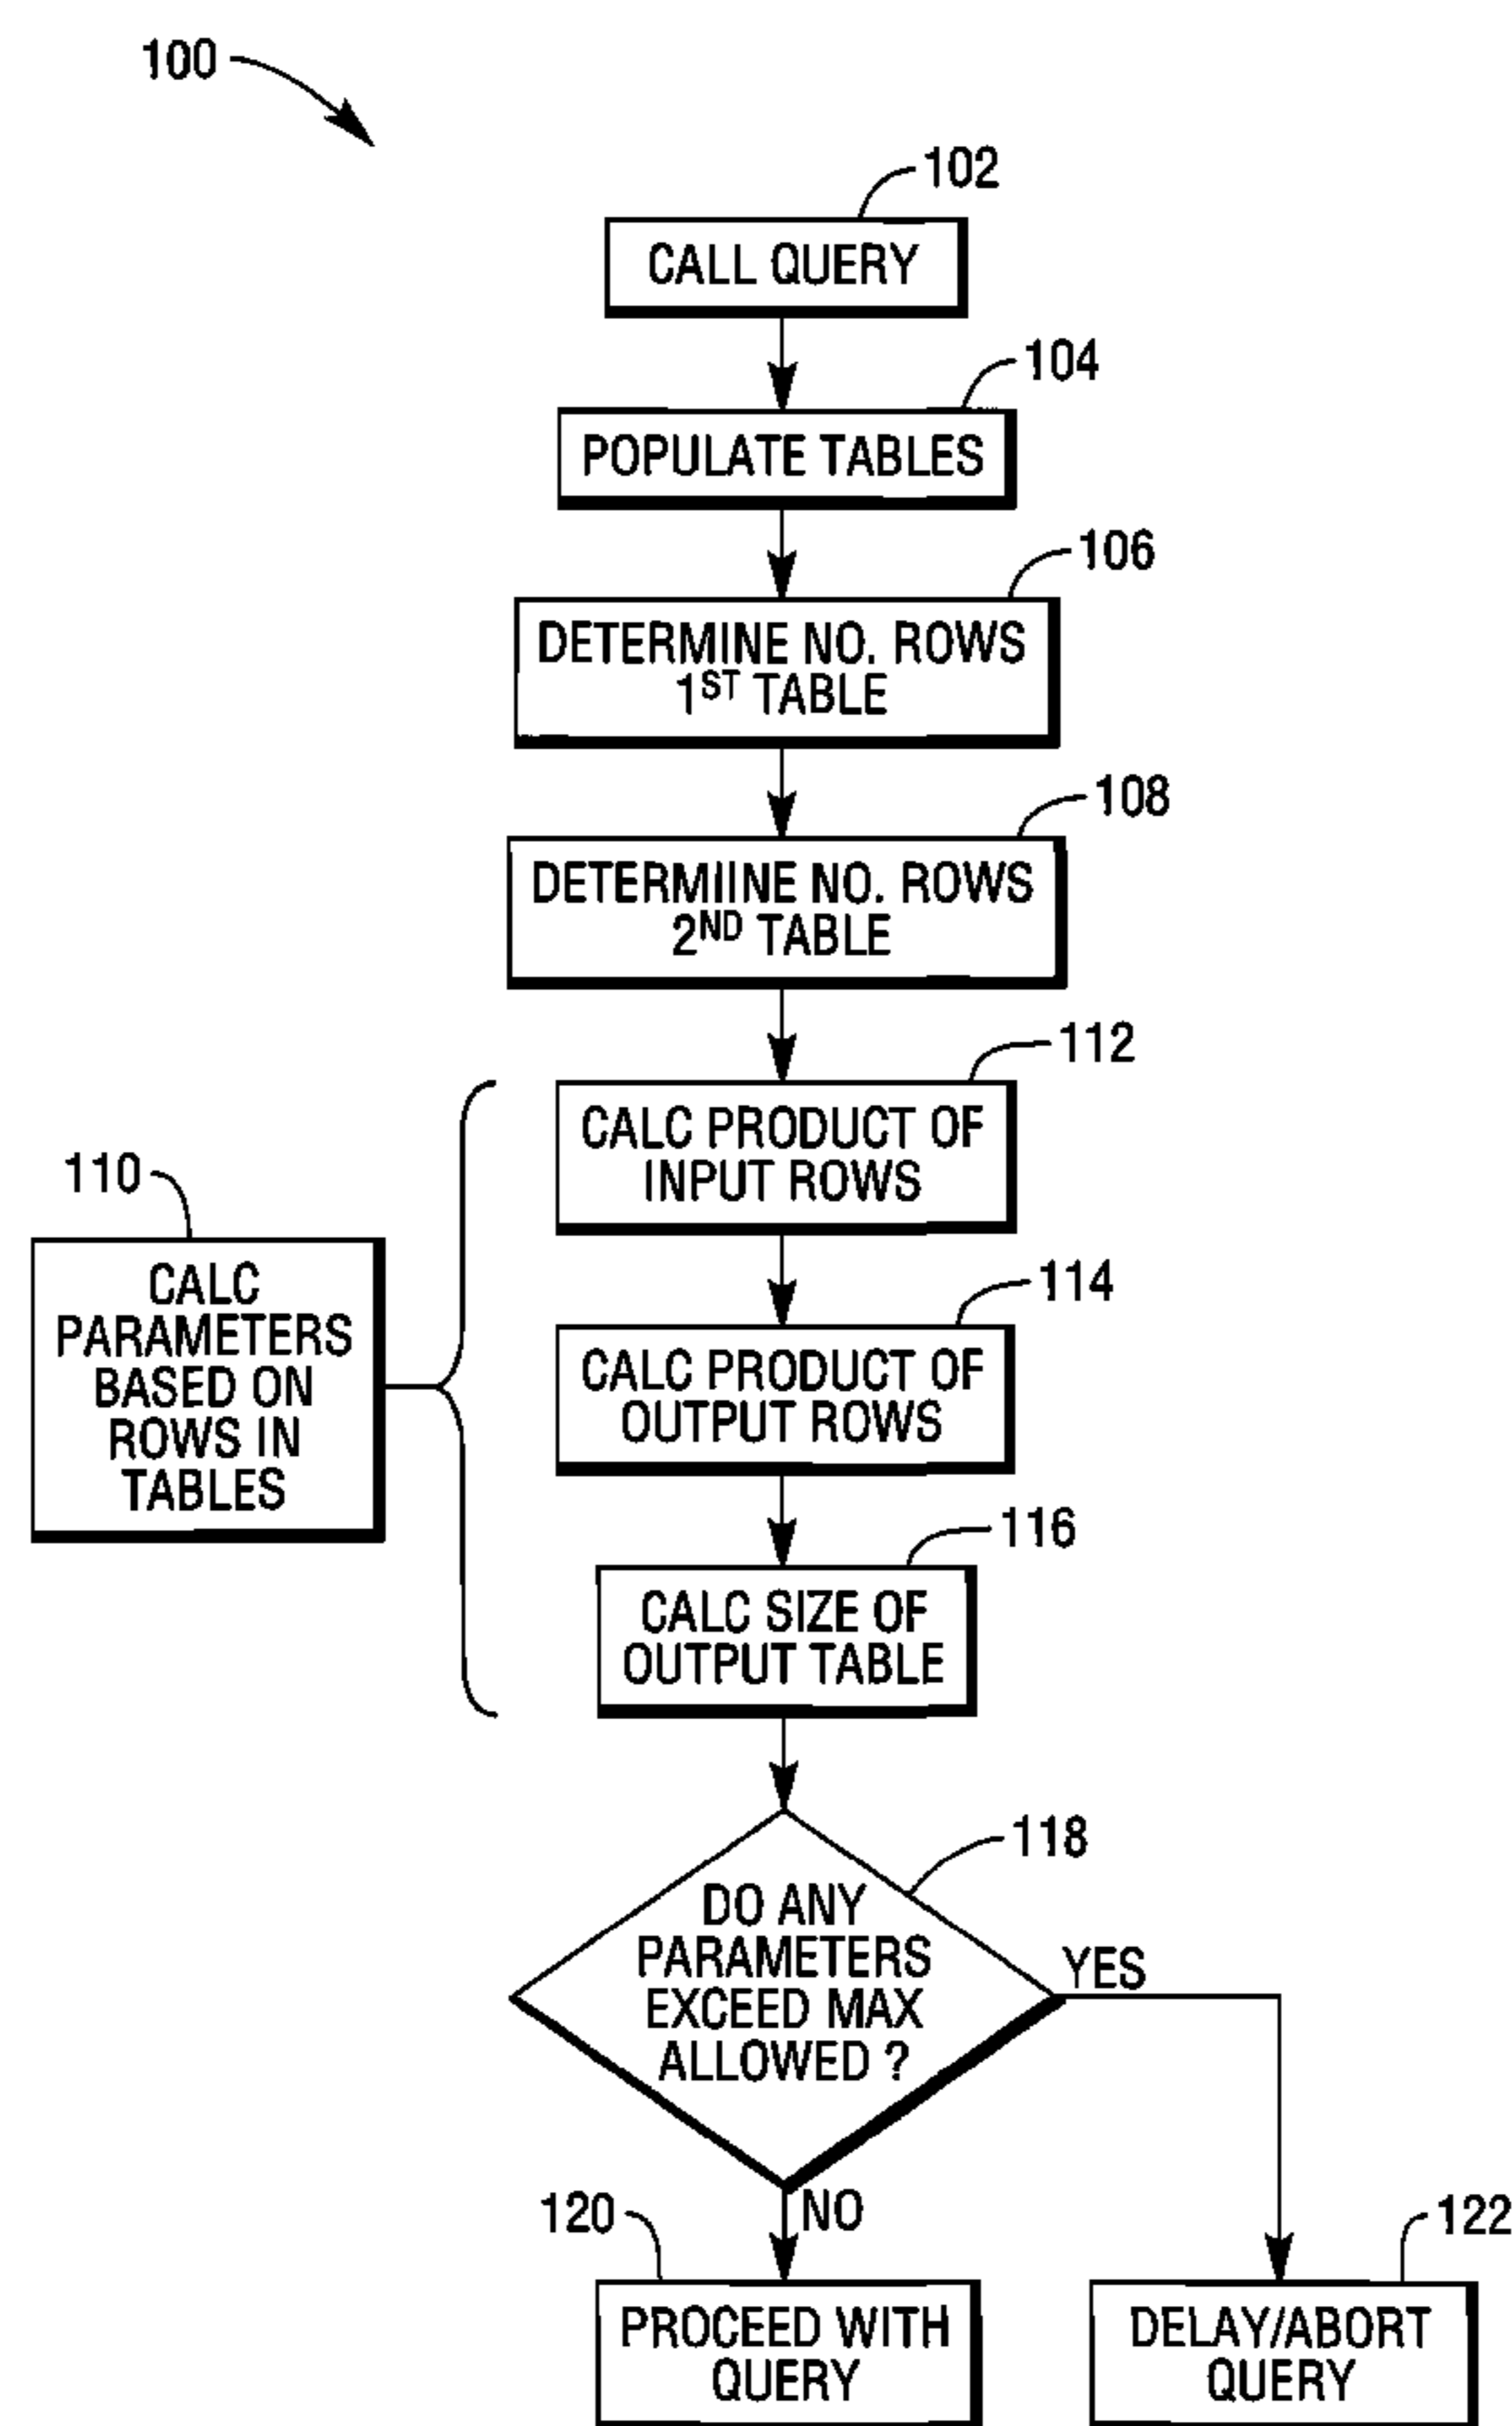 100
102
CALL QUERY
104
POPULATE TABLES
106
DETERMINE NO. ROWS
1ST TABLE
108
DETERMIINE NO. ROWS
2ND TABLE
112
CALC PRODUCT OF
INPUT ROWS
110
CALC
PARAMETERS
BASED ON
ROWS IN
TABLES
114
CALC PRODUCT OF
OUTPUT ROWS
116
CALC SIZE OF
OUTPUT TABLE
118
DO ANY
PARAMETERS
EXCEED MAX
ALLOWED ?
YES
NO
120
PROCEED WITH
QUERY
122
DELAY/ABORT
QUERY